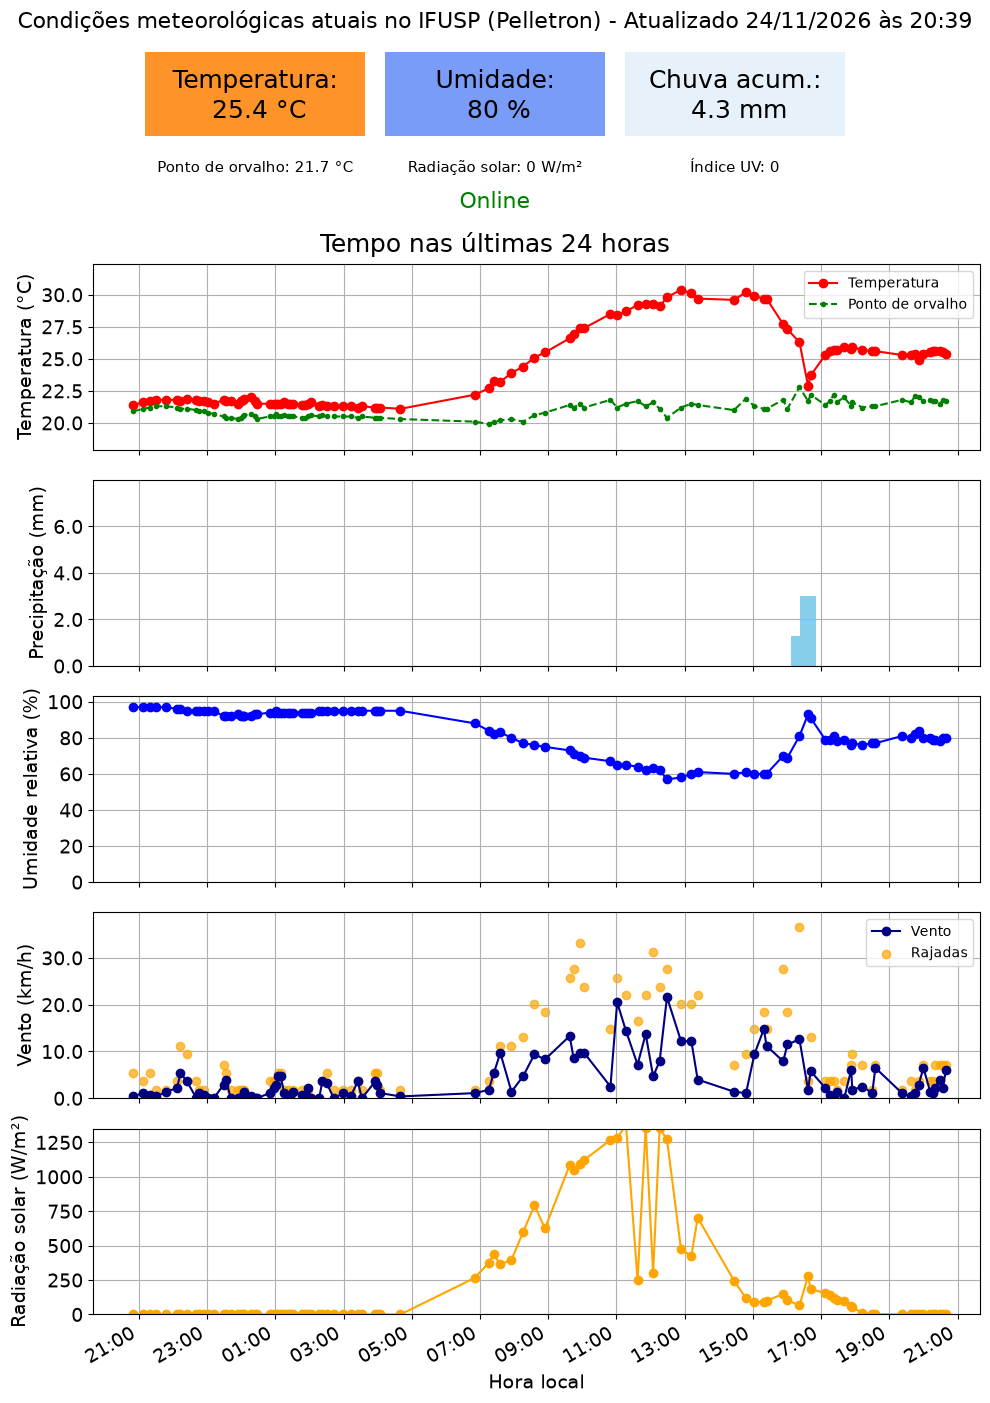 Condições meteorológicas atuais no IFUSP (Pelletron) - Atualizado 24/11/2026 às 20:39
Temperatura:
25.4 °C
Umidade:
80 %
Chuva acum.:
4.3 mm
Ponto de orvalho: 21.7 °C
Radiação solar: 0 W/m²
Índice UV: 0
Online
Tempo nas últimas 24 horas
Temperatura (°C)
30.0
27.5
25.0
22.5
20.0
Temperatura
Ponto de orvalho
Precipitação (mm)
6.0
4.0
2.0
0.0
Umidade relativa (%)
100
80
60
40
20
0
Vento (km/h)
30.0
20.0
10.0
0.0
Vento
Rajadas
Radiação solar (W/m²)
1250
1000
750
500
250
0
21:00
23:00
01:00
03:00
05:00
07:00
09:00
11:00
13:00
15:00
17:00
19:00
21:00
Hora local